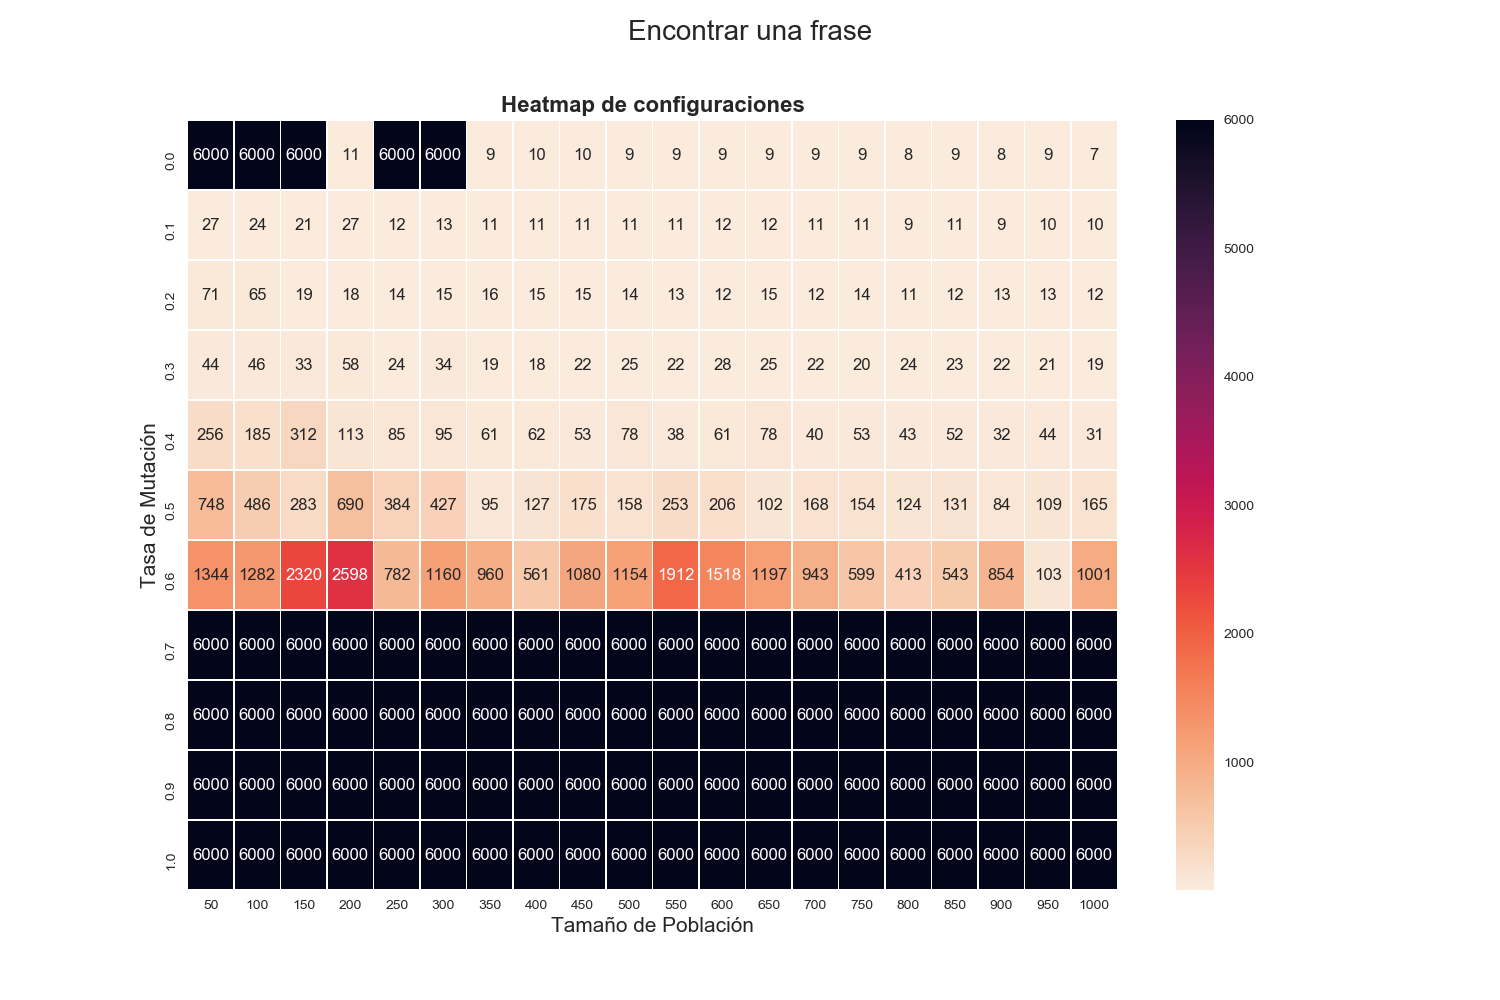 Encontrar una frase
Heatmap de configuraciones
Tasa de Mutación
0.0 6000 6000 6000 11 6000 6000 9 10 10 9 9 9 9 9 9 8 9 8 9 7
0.1 27 24 21 27 12 13 11 11 11 11 11 12 12 11 11 9 11 9 10 10
0.2 71 65 19 18 14 15 16 15 15 14 13 12 15 12 14 11 12 13 13 12
0.3 44 46 33 58 24 34 19 18 22 25 22 28 25 22 20 24 23 22 21 19
0.4 256 185 312 113 85 95 61 62 53 78 38 61 78 40 53 43 52 32 44 31
0.5 748 486 283 690 384 427 95 127 175 158 253 206 102 168 154 124 131 84 109 165
0.6 1344 1282 2320 2598 782 1160 960 561 1080 1154 1912 1518 1197 943 599 413 543 854 103 1001
0.7 6000 6000 6000 6000 6000 6000 6000 6000 6000 6000 6000 6000 6000 6000 6000 6000 6000 6000 6000 6000
0.8 6000 6000 6000 6000 6000 6000 6000 6000 6000 6000 6000 6000 6000 6000 6000 6000 6000 6000 6000 6000
0.9 6000 6000 6000 6000 6000 6000 6000 6000 6000 6000 6000 6000 6000 6000 6000 6000 6000 6000 6000 6000
1.0 6000 6000 6000 6000 6000 6000 6000 6000 6000 6000 6000 6000 6000 6000 6000 6000 6000 6000 6000 6000
50 100 150 200 250 300 350 400 450 500 550 600 650 700 750 800 850 900 950 1000
Tamaño de Población
6000
5000
4000
3000
2000
1000